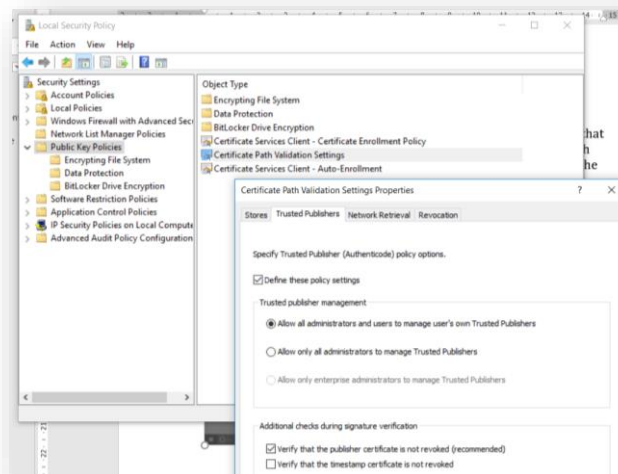 Local Security Policy
File Action View Help
Security Settings
Account Policies
Local Policies
Windows Firewall with Advanced Secu
Network List Manager Policies
Public Key Policies
Encrypting File System
Data Protection
BitLocker Drive Encryption
Software Restriction Policies
Application Control Policies
IP Security Policies on Local Compute
Advanced Audit Policy Configuration
Object Type
Encrypting File System
Data Protection
BitLocker Drive Encryption
Certificate Services Client - Certificate Enrollment Policy
Certificate Path Validation Settings
Certificate Services Client - Auto-Enrollment
Certificate Path Validation Settings Properties
Stores Trusted Publishers Network Retrieval Revocation
Specify Trusted Publisher (Authenticode) policy options.
Define these policy settings
Trusted publisher management
Allow all administrators and users to manage user's own Trusted Publishers
Allow only all administrators to manage Trusted Publishers
Allow only enterprise administrators to manage Trusted Publishers
Additional checks during signature verification
Verify that the publisher certificate is not revoked (recommended)
Verify that the timestamp certificate is not revoked